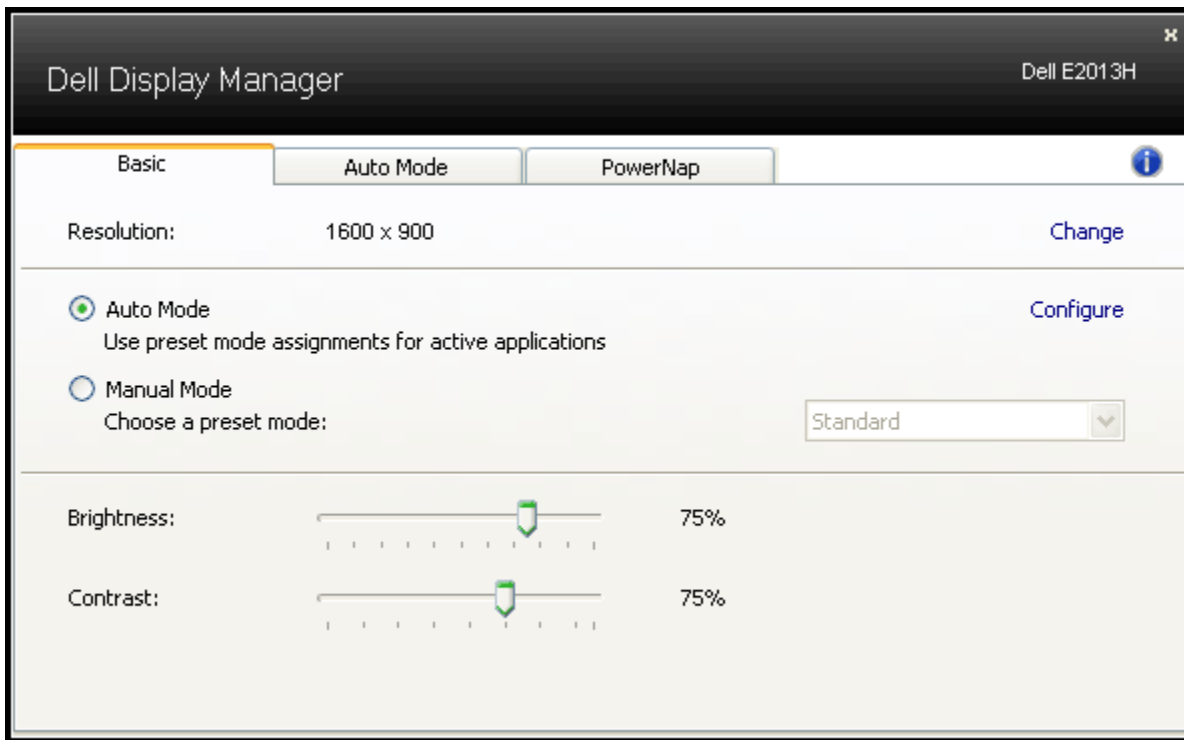 Dell Display Manager
Dell E2013H
Basic
Auto Mode
PowerNap
Resolution:
1600 x 900
Change
Auto Mode
Configure
Use preset mode assignments for active applications
Manual Mode
Choose a preset mode:
Standard
Brightness:
75%
Contrast:
75%